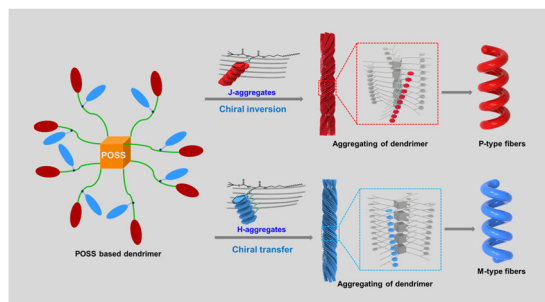 J-aggregates
Chiral inversion
Aggregating of dendrimer
P-type fibers
POSS
POSS based dendrimer
H-aggregates
Chiral transfer
Aggregating of dendrimer
M-type fibers